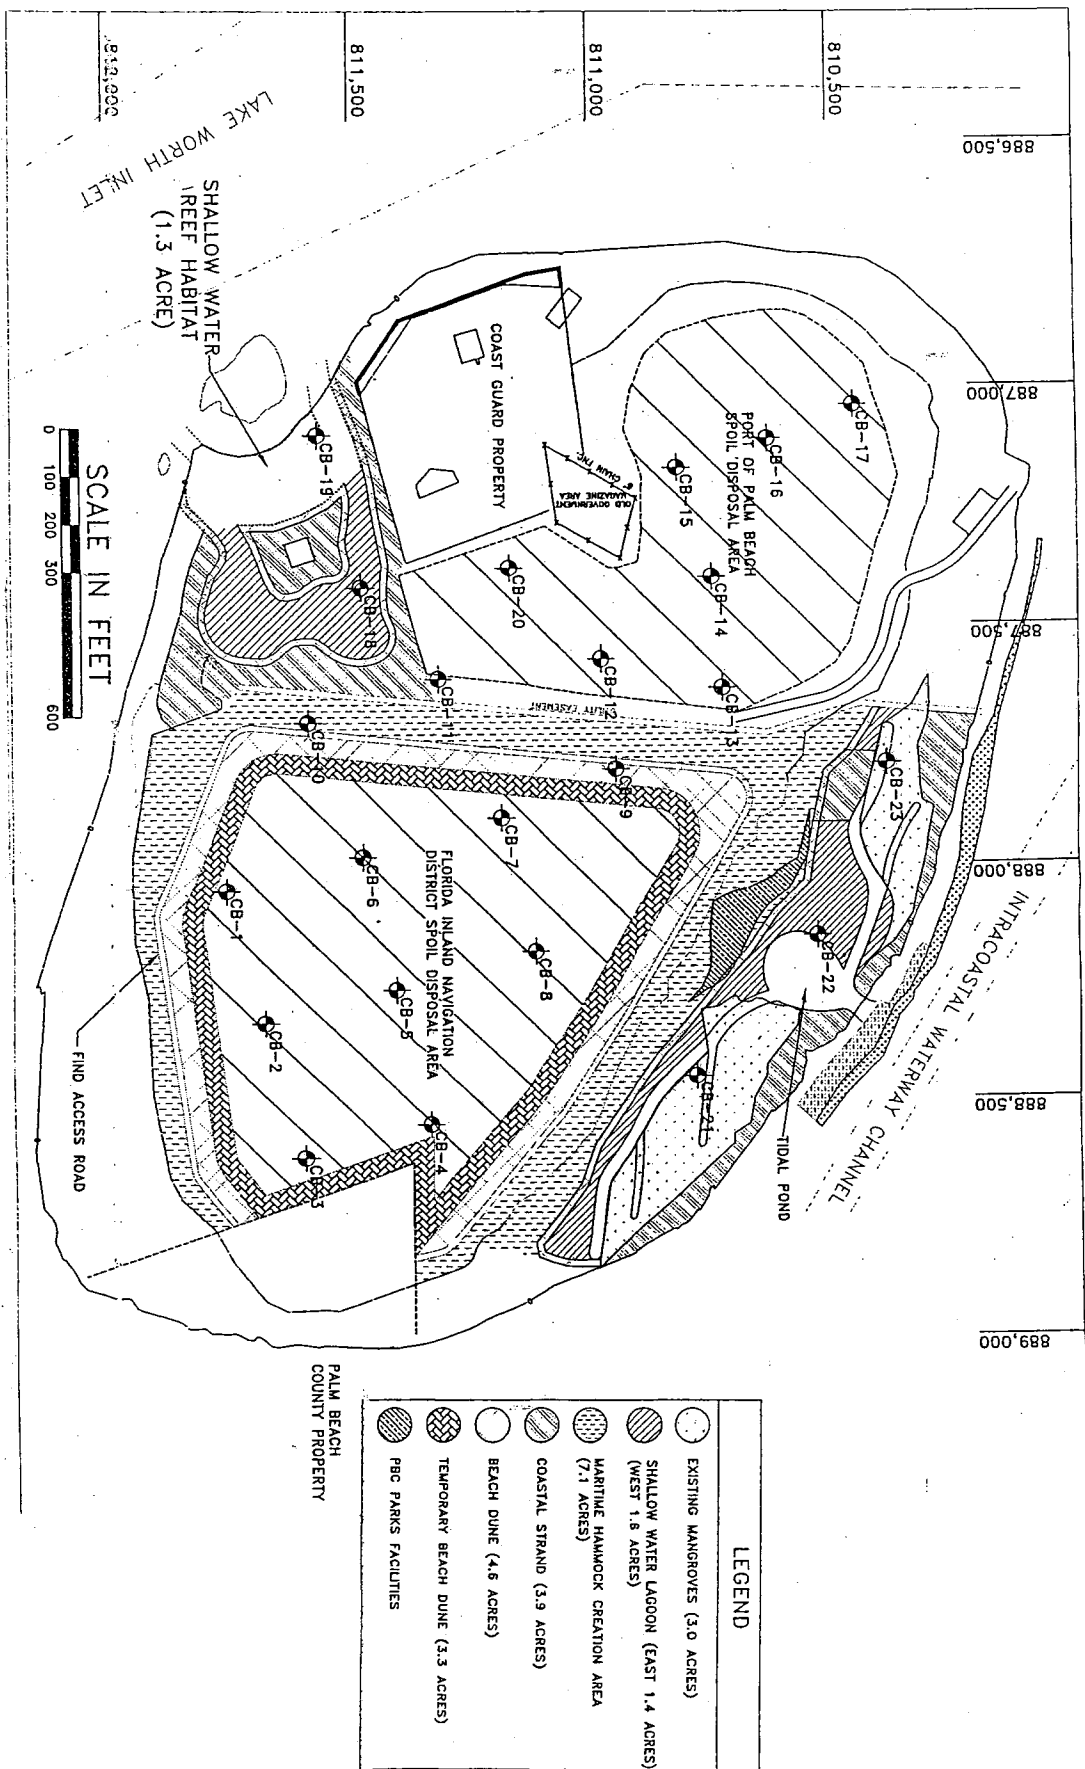 812,000
811,500
811,000
810,500
886,500
887,000
887,500
888,000
888,500
889,000
LAKE WORTH INLET
SHALLOW WATER
REEF HABITAT
(1.3 ACRE)
COAST GUARD PROPERTY
PORT OF PALM BEACH
SPOIL DISPOSAL AREA
OLD GOVERNMENT
MAGAZINE AREA
CB-17
CB-16
CB-15
CB-14
CB-13
CB-12
CB-20
CB-19
CB-18
CB-11
CB-10
CB-9
CB-7
CB-6
CB-1
CB-8
CB-5
CB-2
CB-4
CB-3
CB-23
CB-22
CB-21
FLORIDA INLAND NAVIGATION
DISTRICT SPOIL DISPOSAL AREA
INTRACOASTAL WATERWAY CHANNEL
TIDAL POND
FIND ACCESS ROAD
PALM BEACH
COUNTY PROPERTY
SCALE IN FEET
0 100 200 300 600
LEGEND
EXISTING MANGROVES (3.0 ACRES)
SHALLOW WATER LAGOON (EAST 1.4 ACRES)
(WEST 1.6 ACRES)
MARITIME HAMMOCK CREATION AREA
(7.1 ACRES)
COASTAL STRAND (3.9 ACRES)
BEACH DUNE (4.6 ACRES)
TEMPORARY BEACH DUNE (3.3 ACRES)
PBC PARKS FACILITIES